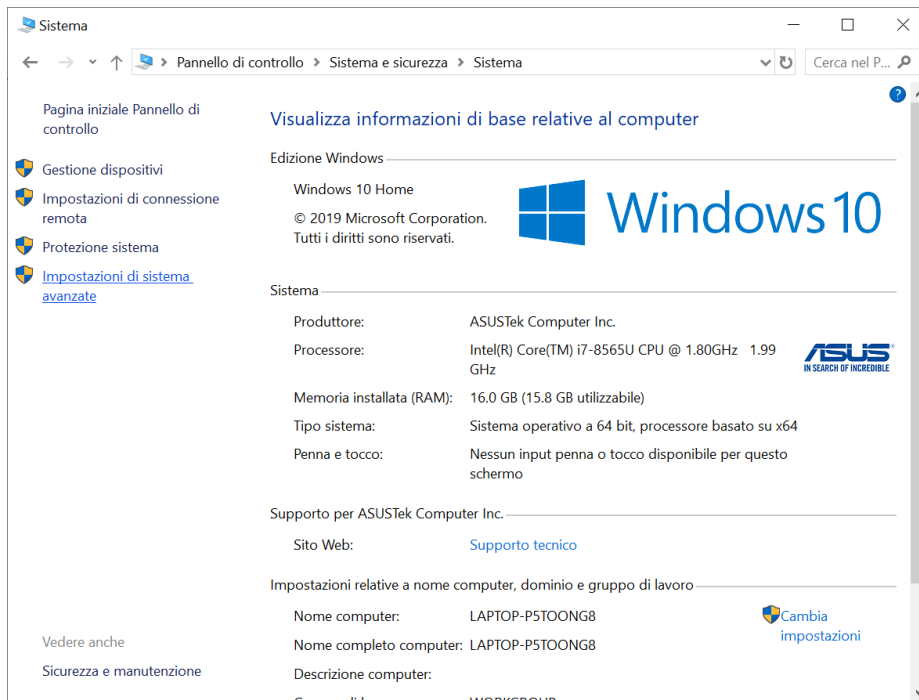 Sistema
Pannello di controllo > Sistema e sicurezza > Sistema
Cerca nel P...
Pagina iniziale Pannello di
controllo
Gestione dispositivi
Impostazioni di connessione
remota
Protezione sistema
Impostazioni di sistema
avanzate
Vedere anche
Sicurezza e manutenzione
?
Visualizza informazioni di base relative al computer
Edizione Windows
Windows 10 Home
© 2019 Microsoft Corporation.
Tutti i diritti sono riservati.
Windows 10
Sistema
Produttore: ASUSTek Computer Inc.
Processore: Intel(R) Core(TM) i7-8565U CPU @ 1.80GHz 1.99
GHz
ASUS
IN SEARCH OF INCREDIBLE
Memoria installata (RAM): 16.0 GB (15.8 GB utilizzabile)
Tipo sistema: Sistema operativo a 64 bit, processore basato su x64
Penna e tocco: Nessun input penna o tocco disponibile per questo
schermo
Supporto per ASUSTek Computer Inc.
Sito Web: Supporto tecnico
Impostazioni relative a nome computer, dominio e gruppo di lavoro
Nome computer: LAPTOP-P5TOONG8
Cambia
impostazioni
Nome completo computer: LAPTOP-P5TOONG8
Descrizione computer: